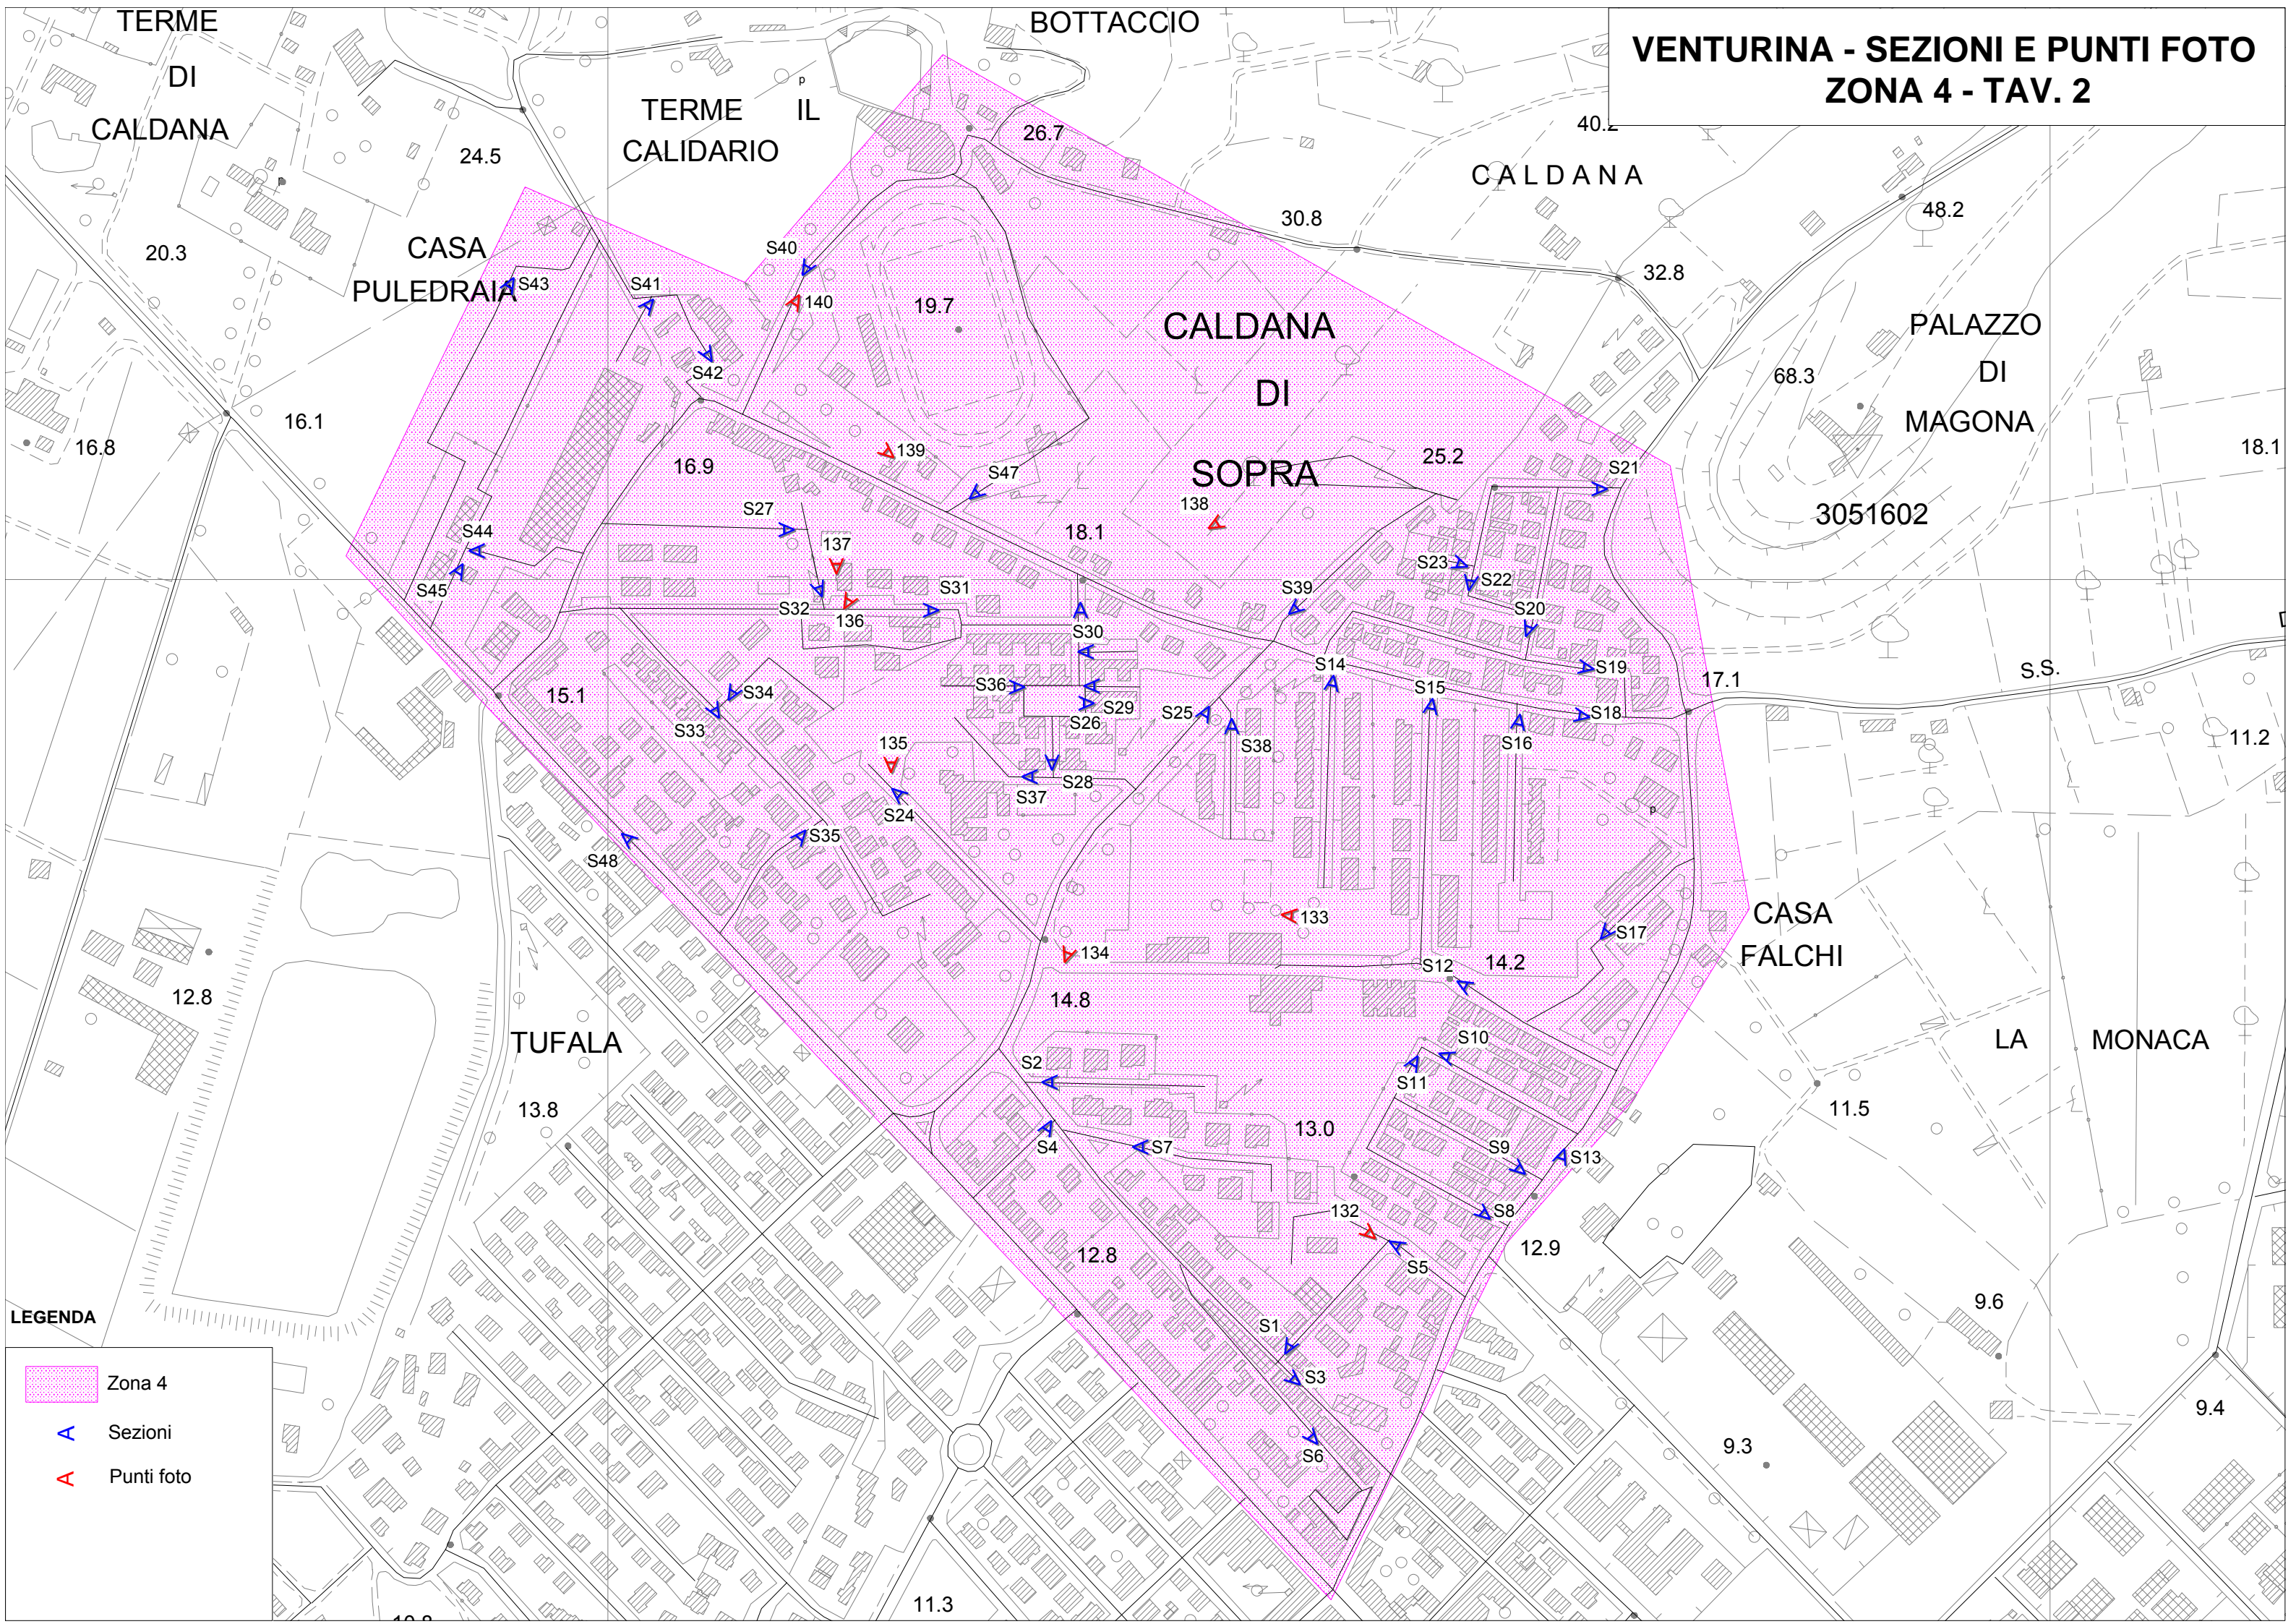 VENTURINA - SEZIONI E PUNTI FOTO
ZONA 4 - TAV. 2
TERME
DI
CALDANA
BOTTACCIO
TERME IL
CALIDARIO
p
p
24.5
26.7
40.2
CALDANA
30.8
48.2
20.3
CASA
PULEDRAIA
S43
S41
S40
140
19.7
32.8
CALDANA
DI
SOPRA
PALAZZO
DI
MAGONA
68.3
S42
16.1
16.8
16.9
139
S47
25.2
S21
18.1
3051602
138
S27
18.1
S44
137
S45
S31
S32
136
S39
S23
S22
S20
S30
S14
S19
S.S.
17.1
15.1
S34
S36
S29
S15
S18
S33
S26
S25
S38
S16
11.2
135
S28
S37
S24
p
S35
S48
133
CASA
FALCHI
S17
134
S12
14.2
12.8
14.8
TUFALA
S2
S10
LA MONACA
S11
13.8
11.5
13.0
S4
S7
S9
S13
132
S8
12.9
12.8
S5
9.6
S1
S3
9.4
S6
9.3
11.3
LEGENDA
Zona 4
Sezioni
Punti foto